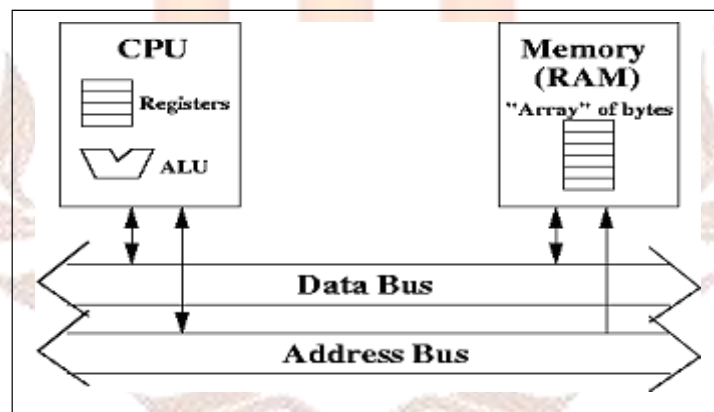 CPU
Registers
ALU
Memory
(RAM)
"Array" of bytes
Data Bus
Address Bus